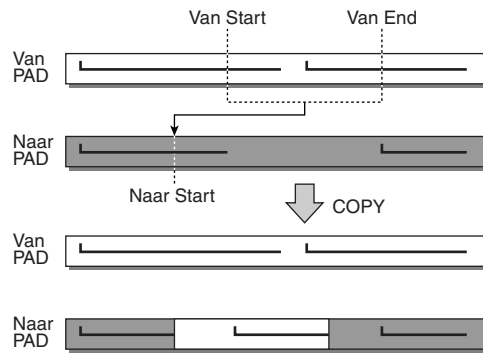 Van Start
Van End
Van
PAD
Naar
PAD
Naar Start
COPY
Van
PAD
Naar
PAD